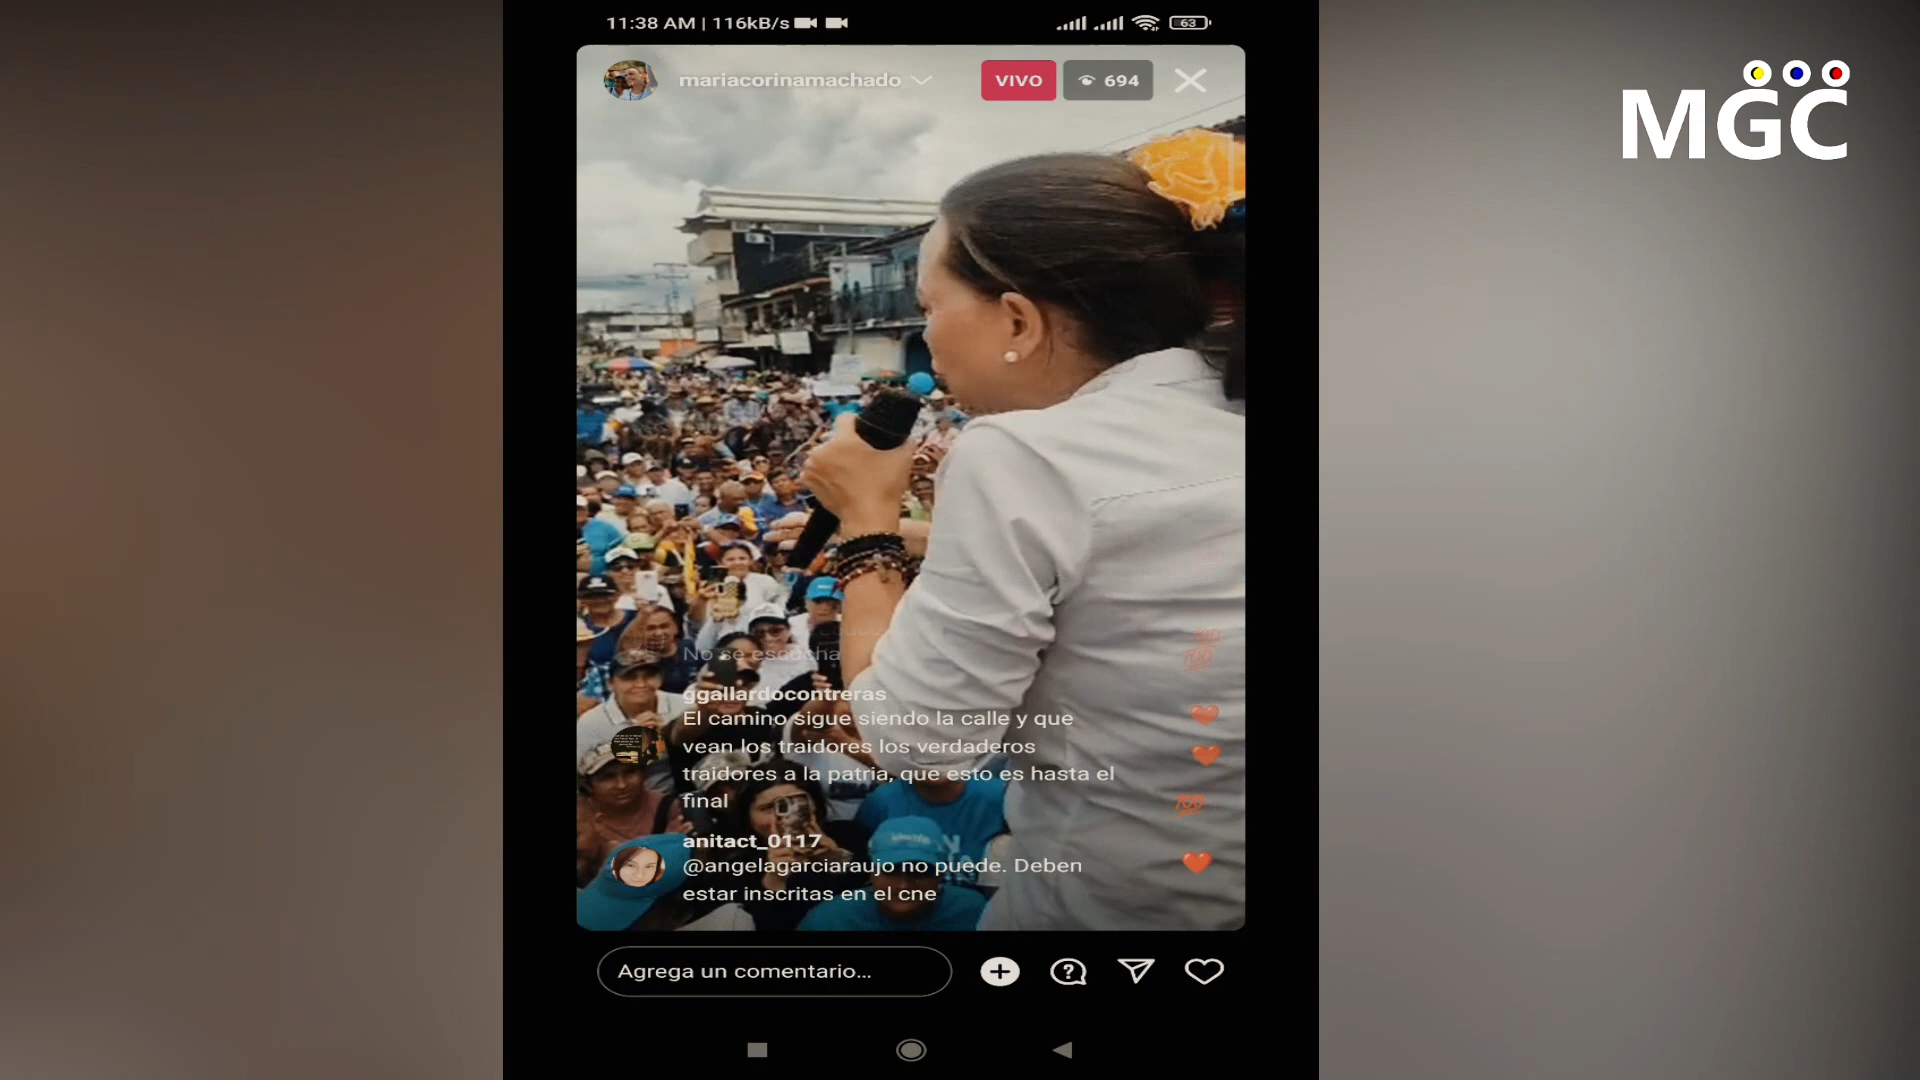 11:38 AM | 116kB/s
63
mariacorinamachado
VIVO
694
MGC
No se escucha
ggallardocontreras
El camino sigue siendo la calle y que
vean los traidores los verdaderos
traidores a la patria, que esto es hasta el
final
anitact_0117
@angelagarciaraujo no puede. Deben
estar inscritas en el cne
Agrega un comentario...